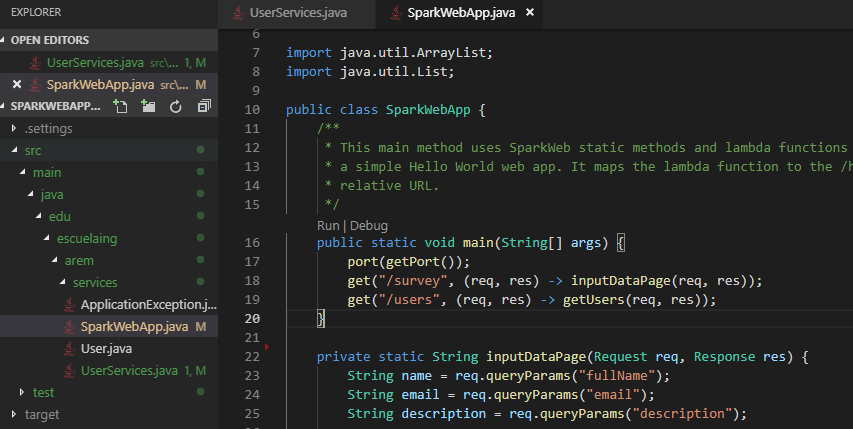 EXPLORER
OPEN EDITORS
UserServices.java src\... 1, M
SparkWebApp.java src\... M
SPARKWEBAPP...
.settings
src
main
java
edu
escuelaing
arem
services
ApplicationException.j...
SparkWebApp.java M
User.java
UserServices.java 1, M
test
target
UserServices.java
SparkWebApp.java
6
7 import java.util.ArrayList;
8 import java.util.List;
9
10 public class SparkWebApp {
11 /**
12 * This main method uses SparkWeb static methods and lambda functions
13 * a simple Hello World web app. It maps the lambda function to the /h
14 * relative URL.
15 */
Run | Debug
16 public static void main(String[] args) {
17 port(getPort());
18 get("/survey", (req, res) -> inputDataPage(req, res));
19 get("/users", (req, res) -> getUsers(req, res));
20 }
21
22 private static String inputDataPage(Request req, Response res) {
23 String name = req.queryParams("fullName");
24 String email = req.queryParams("email");
25 String description = req.queryParams("description");